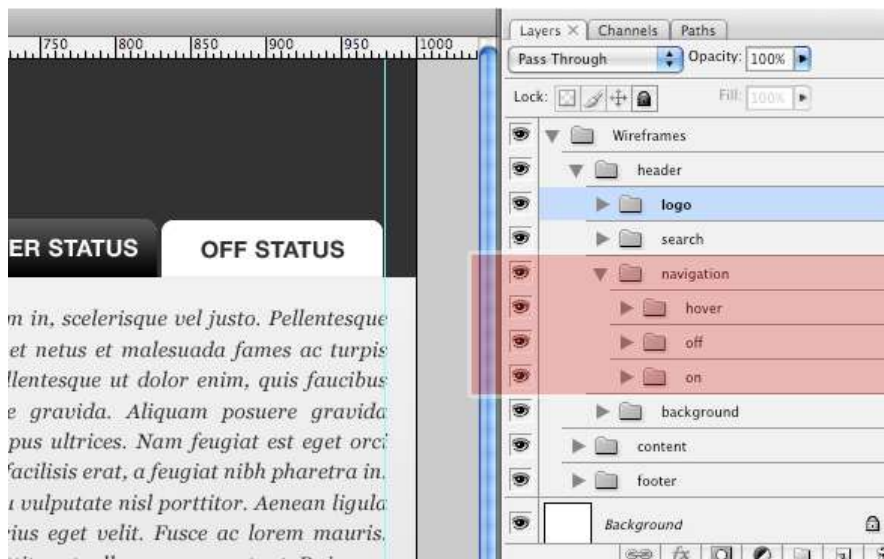 750 800 850 900 950 1000
ER STATUS
OFF STATUS
m in, scelerisque vel justo. Pellentesque
et netus et malesuada fames ac turpis
llentesque ut dolor enim, quis faucibus
e gravida. Aliquam posuere gravida
pus ultrices. Nam feugiat est eget orci
facilisis erat, a feugiat nibh pharetra in.
u vulputate nisl porttitor. Aenean ligula
rius eget velit. Fusce ac lorem mauris.
Layers × Channels Paths
Pass Through Opacity: 100%
Lock: Fill: 100%
Wireframes
header
logo
search
navigation
hover
off
on
background
content
footer
Background
fx